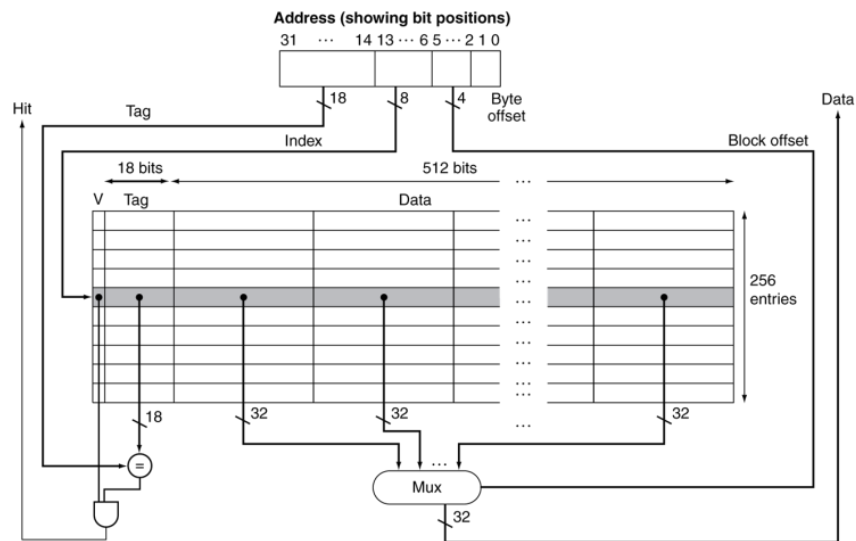 Address (showing bit positions)
31 ··· 14 13 ··· 6 5 ··· 2 1 0
Hit
18
8
4
Byte
offset
Data
Tag
Index
Block offset
18 bits
512 bits
...
V
Tag
Data
...
...
...
...
...
256
entries
...
...
...
...
...
18
32
32
...
32
=
...
Mux
32